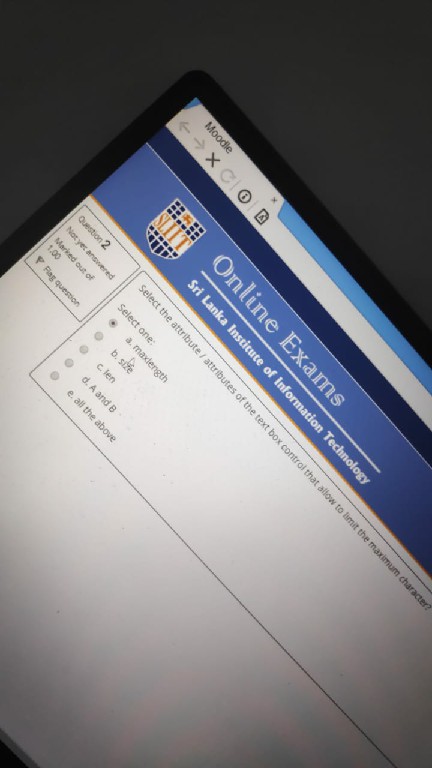 Moodle
SLIIT
Online Exams
Sri Lanka Institute of Information Technology
Question 2
Not yet answered
Marked out of
1.00
Flag question
Select the attribute / attributes of the text box control that allow to limit the maximum character?
Select one:
a. maxlength
b. size
c. len
d. A and B
e. all the above